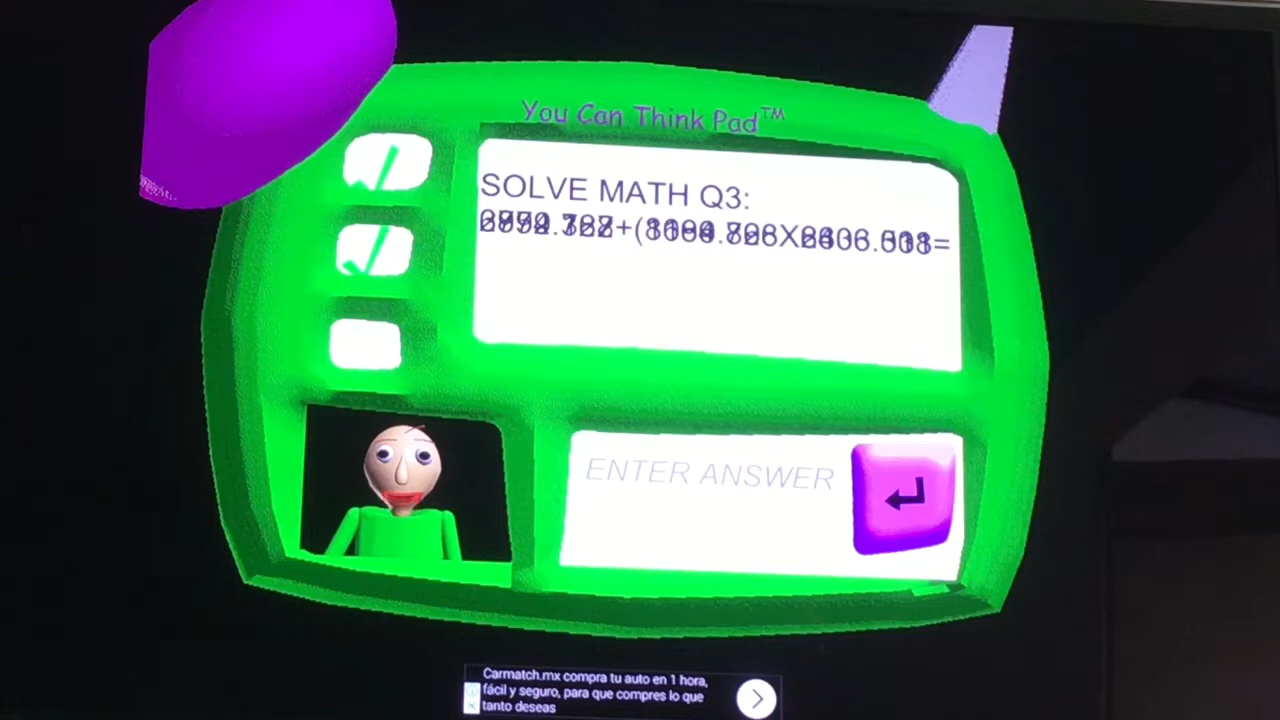 You Can Think Pad™
SOLVE MATH Q3:
ENTER ANSWER
Carmatch.mx compra tu auto en 1 hora,
fácil y seguro, para que compres lo que
tanto deseas